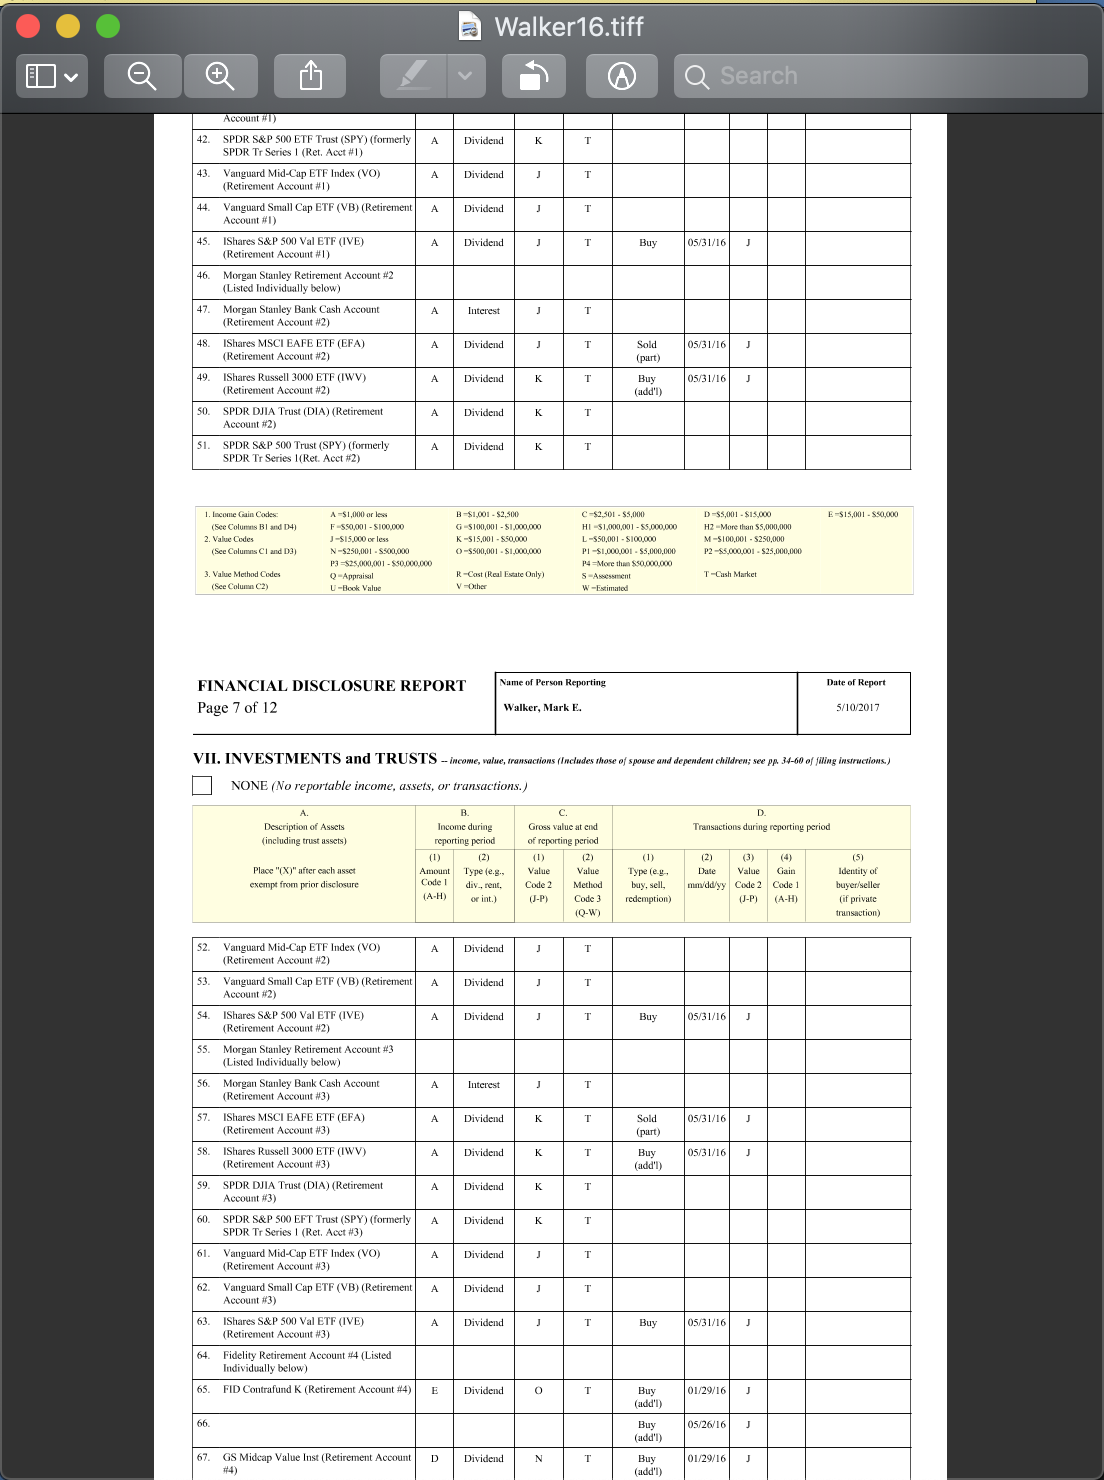 Walker16.tiff
Search
Account #1)
42. SPDR S&P 500 ETF Trust (SPY) (formerly A Dividend K T
SPDR Tr Series 1 (Ret. Acct #1)
43. Vanguard Mid-Cap ETF Index (VO) A Dividend J T
(Retirement Account #1)
44. Vanguard Small Cap ETF (VB) (Retirement A Dividend J T
Account #1)
45. IShares S&P 500 Val ETF (IVE) A Dividend J T Buy 05/31/16 J
(Retirement Account #1)
46. Morgan Stanley Retirement Account #2
(Listed Individually below)
47. Morgan Stanley Bank Cash Account A Interest J T
(Retirement Account #2)
48. IShares MSCI EAFE ETF (EFA) A Dividend J T Sold 05/31/16 J
(Retirement Account #2) (part)
49. IShares Russell 3000 ETF (IWV) A Dividend K T Buy 05/31/16 J
(Retirement Account #2) (add'l)
50. SPDR DJIA Trust (DIA) (Retirement A Dividend K T
Account #2)
51. SPDR S&P 500 Trust (SPY) (formerly A Dividend K T
SPDR Tr Series 1(Ret. Acct #2)
1. Income Gain Codes: A =$1,000 or less B =$1,001 - $2,500 C =$2,501 - $5,000 D =$5,001 - $15,000 E =$15,001 - $50,000
(See Columns B1 and D4) F =$50,001 - $100,000 G =$100,001 - $1,000,000 H1 =$1,000,001 - $5,000,000 H2 =More than $5,000,000
2. Value Codes J =$15,000 or less K =$15,001 - $50,000 L =$50,001 - $100,000 M =$100,001 - $250,000
(See Columns C1 and D3) N =$250,001 - $500,000 O =$500,001 - $1,000,000 P1 =$1,000,001 - $5,000,000 P2 =$5,000,001 - $25,000,000
P3 =$25,000,001 - $50,000,000 P4 =More than $50,000,000
3. Value Method Codes Q =Appraisal R =Cost (Real Estate Only) S =Assessment T =Cash Market
(See Column C2) U =Book Value V =Other W =Estimated
FINANCIAL DISCLOSURE REPORT
Page 7 of 12
Name of Person Reporting
Walker, Mark E.
Date of Report
5/10/2017
VII. INVESTMENTS and TRUSTS -- income, value, transactions (Includes those of spouse and dependent children; see pp. 34-60 of filing instructions.)
NONE (No reportable income, assets, or transactions.)
A. B. C. D.
Description of Assets Income during Gross value at end Transactions during reporting period
(including trust assets) reporting period of reporting period
(1) (2) (1) (2) (1) (2) (3) (4) (5)
Place "(X)" after each asset Amount Type (e.g., Value Value Type (e.g., Date Value Gain Identity of
exempt from prior disclosure Code 1 div., rent, Code 2 Method buy, sell, mm/dd/yy Code 2 Code 1 buyer/seller
(A-H) or int.) (J-P) Code 3 redemption) (J-P) (A-H) (if private
(Q-W) transaction)
52. Vanguard Mid-Cap ETF Index (VO) A Dividend J T
(Retirement Account #2)
53. Vanguard Small Cap ETF (VB) (Retirement A Dividend J T
Account #2)
54. IShares S&P 500 Val ETF (IVE) A Dividend J T Buy 05/31/16 J
(Retirement Account #2)
55. Morgan Stanley Retirement Account #3
(Listed Individually below)
56. Morgan Stanley Bank Cash Account A Interest J T
(Retirement Account #3)
57. IShares MSCI EAFE ETF (EFA) A Dividend K T Sold 05/31/16 J
(Retirement Account #3) (part)
58. IShares Russell 3000 ETF (IWV) A Dividend K T Buy 05/31/16 J
(Retirement Account #3) (add'l)
59. SPDR DJIA Trust (DIA) (Retirement A Dividend K T
Account #3)
60. SPDR S&P 500 EFT Trust (SPY) (formerly A Dividend K T
SPDR Tr Series 1 (Ret. Acct #3)
61. Vanguard Mid-Cap ETF Index (VO) A Dividend J T
(Retirement Account #3)
62. Vanguard Small Cap ETF (VB) (Retirement A Dividend J T
Account #3)
63. IShares S&P 500 Val ETF (IVE) A Dividend J T Buy 05/31/16 J
(Retirement Account #3)
64. Fidelity Retirement Account #4 (Listed
Individually below)
65. FID Contrafund K (Retirement Account #4) E Dividend O T Buy 01/29/16 J
(add'l)
66. Buy 05/26/16 J
(add'l)
67. GS Midcap Value Inst (Retirement Account D Dividend N T Buy 01/29/16 J
#4) (add'l)